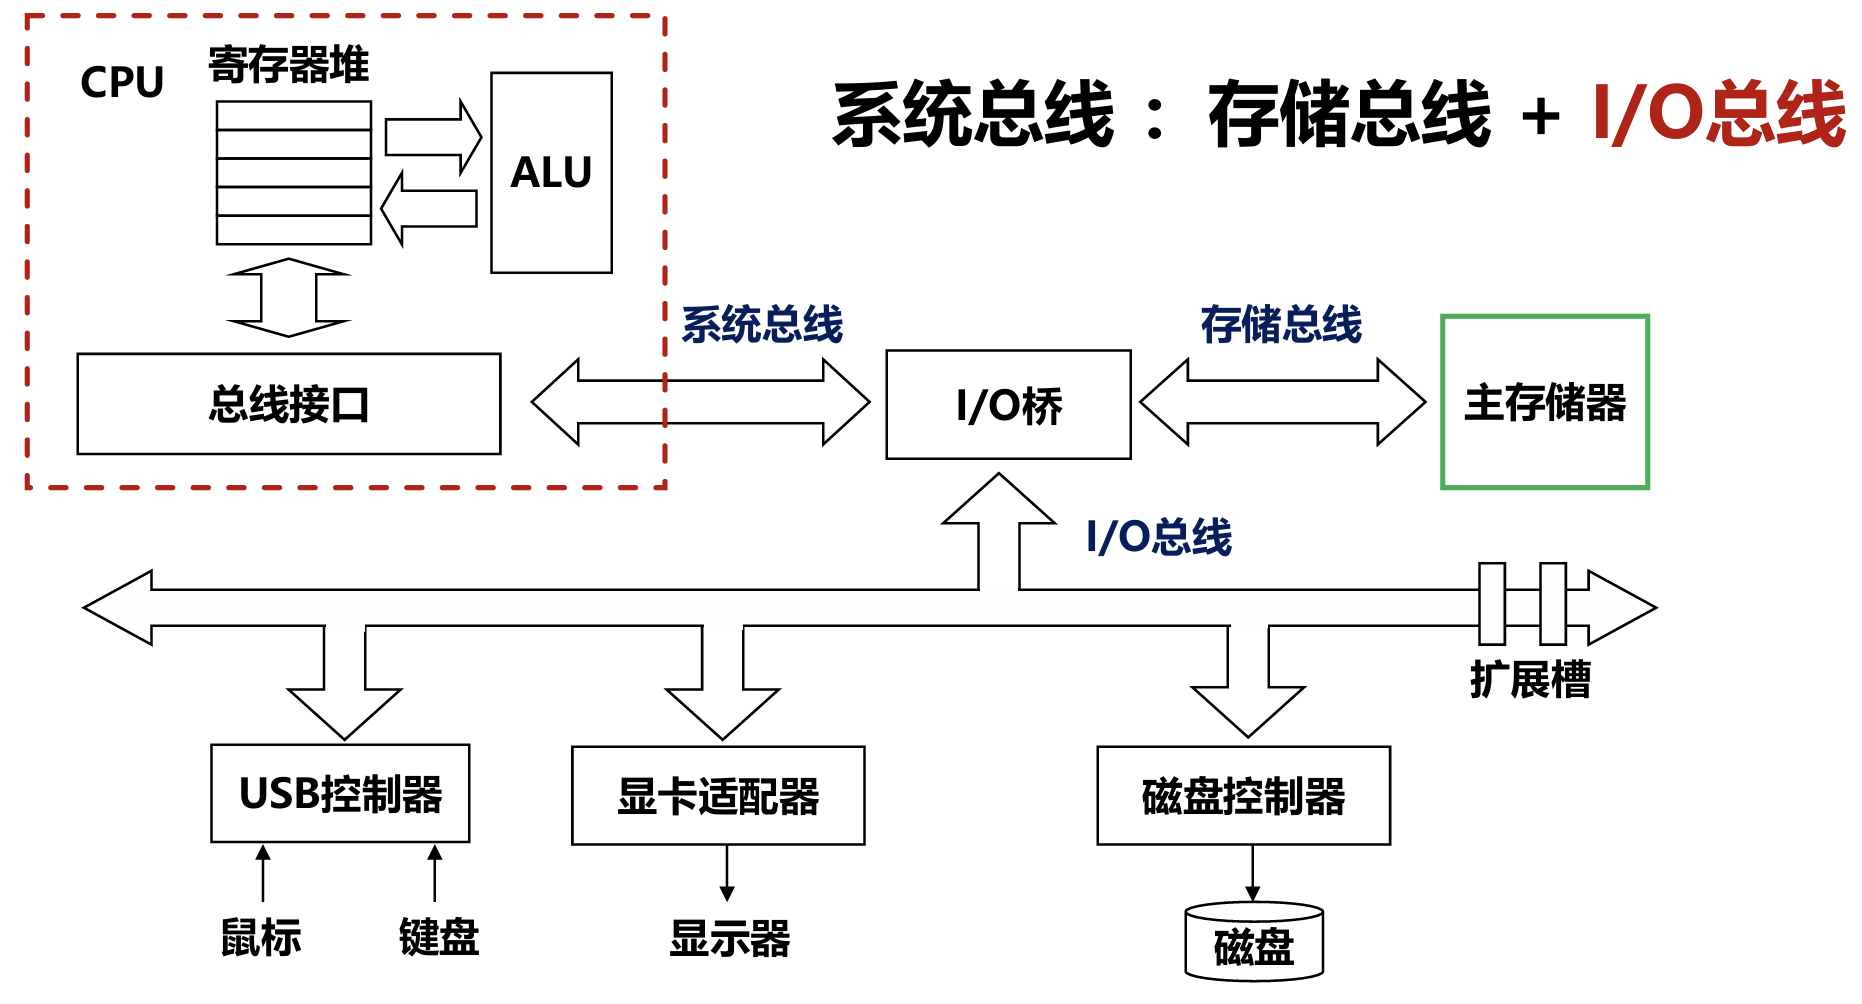 CPU
寄存器堆
ALU
系统总线：存储总线 + I/O总线
系统总线
存储总线
总线接口
I/O桥
主存储器
I/O总线
扩展槽
USB控制器
显卡适配器
磁盘控制器
鼠标
键盘
显示器
磁盘